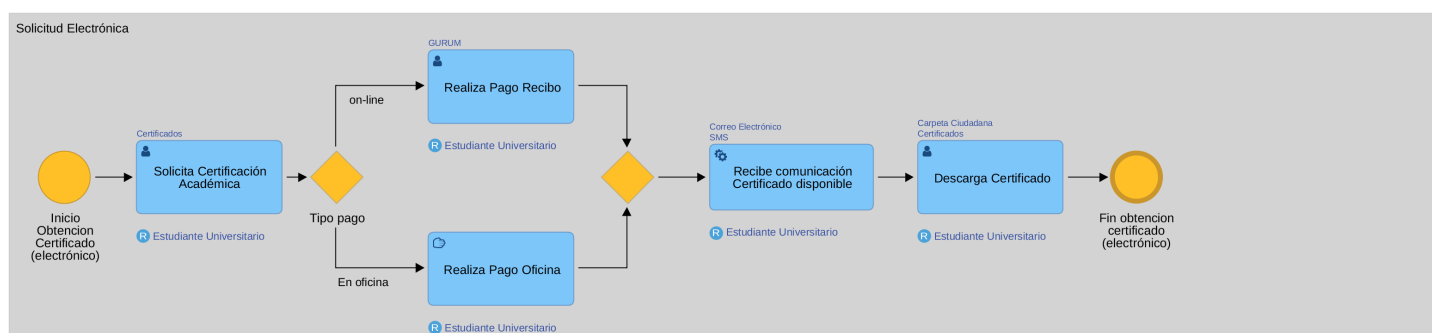 Solicitud Electrónica
GURUM
Realiza Pago Recibo
on-line
R Estudiante Universitario
Certificados
Solicita Certificación
Académica
R Estudiante Universitario
Inicio
Obtencion
Certificado
(electrónico)
Tipo pago
En oficina
Realiza Pago Oficina
R Estudiante Universitario
Correo Electrónico
SMS
Recibe comunicación
Certificado disponible
R Estudiante Universitario
Carpeta Ciudadana
Certificados
Descarga Certificado
R Estudiante Universitario
Fin obtencion
certificado
(electrónico)